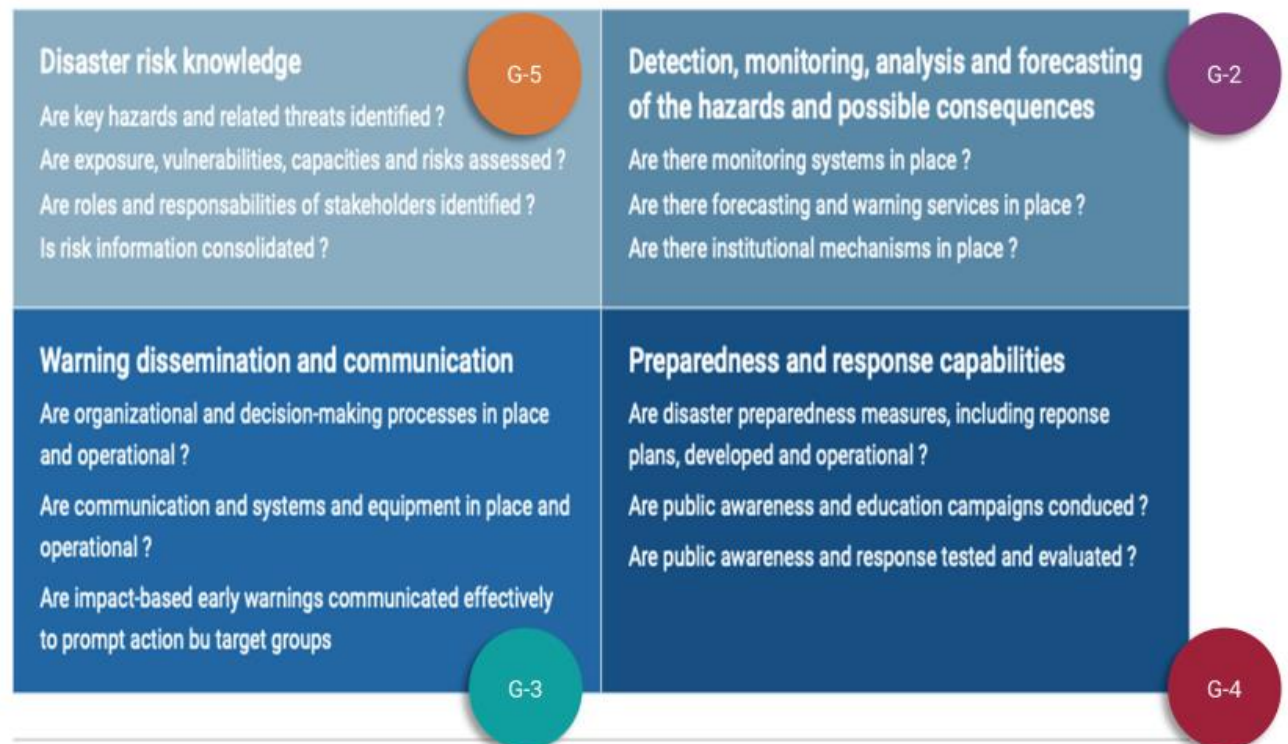 Disaster risk knowledge
Are key hazards and related threats identified ?
Are exposure, vulnerabilities, capacities and risks assessed ?
Are roles and responsabilities of stakeholders identified ?
Is risk information consolidated ?
G-5
Detection, monitoring, analysis and forecasting
of the hazards and possible consequences
Are there monitoring systems in place ?
Are there forecasting and warning services in place ?
Are there institutional mechanisms in place ?
G-2
Warning dissemination and communication
Are organizational and decision-making processes in place
and operational ?
Are communication and systems and equipment in place and
operational ?
Are impact-based early warnings communicated effectively
to prompt action bu target groups
G-3
Preparedness and response capabilities
Are disaster preparedness measures, including reponse
plans, developed and operational ?
Are public awareness and education campaigns conduced ?
Are public awareness and response tested and evaluated ?
G-4